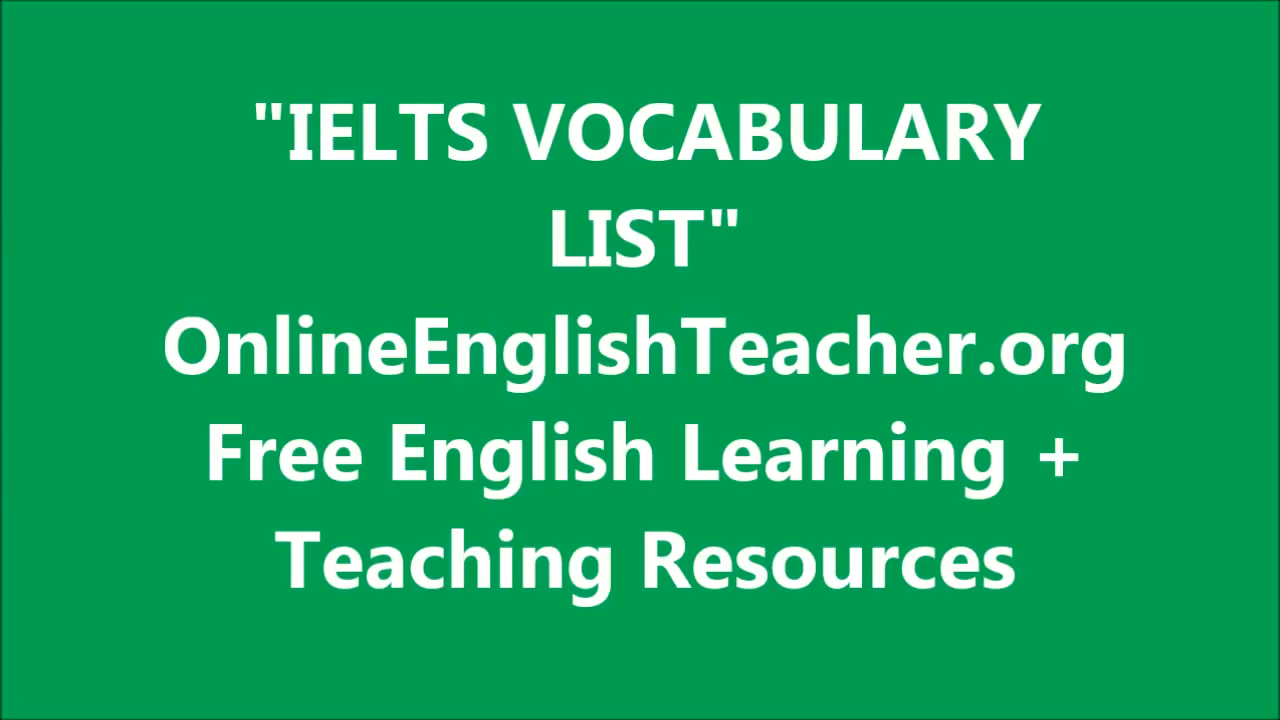 "IELTS VOCABULARY
LIST"
OnlineEnglishTeacher.org
Free English Learning +
Teaching Resources